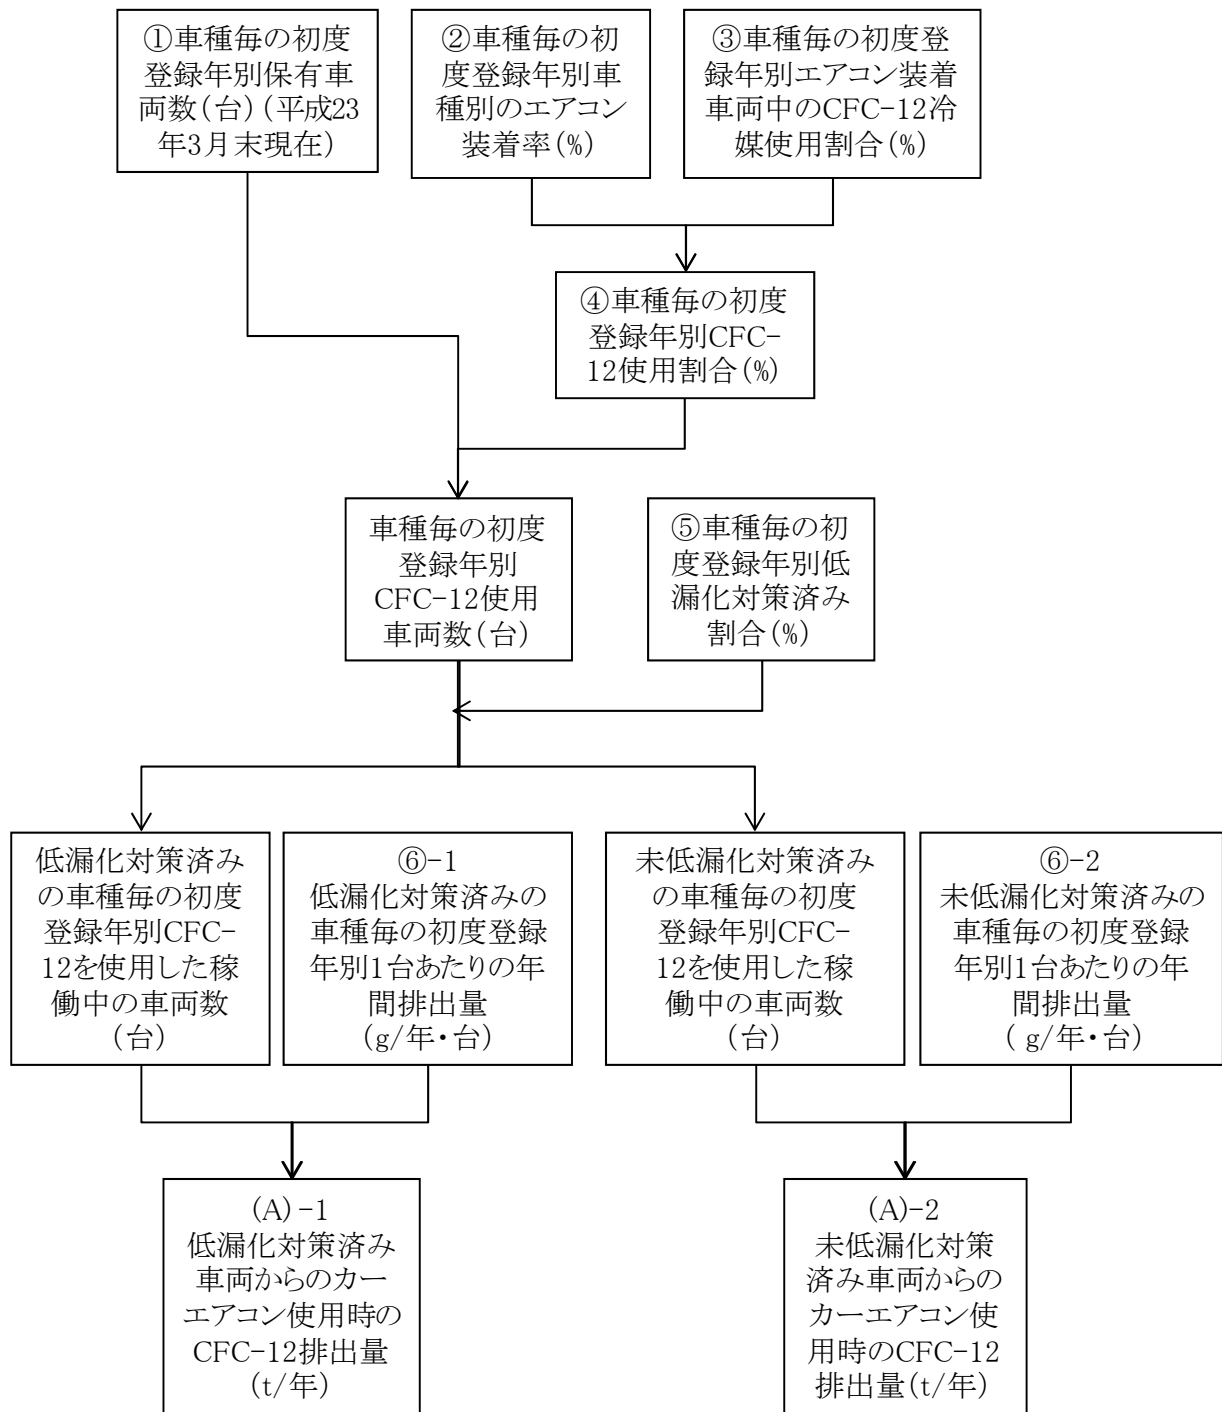 ①車種毎の初度
登録年別保有車
両数(台)(平成23
年3月末現在)
②車種毎の初
度登録年別車
種別のエアコン
装着率(%)
③車種毎の初度登
録年別エアコン装着
車両中のCFC-12冷
媒使用割合(%)
④車種毎の初度
登録年別CFC-
12使用割合(%)
車種毎の初度
登録年別
CFC-12使用
車両数(台)
⑤車種毎の初
度登録年別低
漏化対策済み
割合(%)
低漏化対策済み
の車種毎の初度
登録年別CFC-
12を使用した稼
働中の車両数
(台)
⑥-1
低漏化対策済みの
車種毎の初度登録
年別1台あたりの年
間排出量
(g/年・台)
未低漏化対策済み
の車種毎の初度
登録年別CFC-
12を使用した稼
働中の車両数
(台)
⑥-2
未低漏化対策済みの
車種毎の初度登録
年別1台あたりの年
間排出量
( g/年・台)
(A)-1
低漏化対策済み
車両からのカー
エアコン使用時の
CFC-12排出量
(t/年)
(A)-2
未低漏化対策
済み車両からの
カーエアコン使
用時のCFC-12
排出量(t/年)